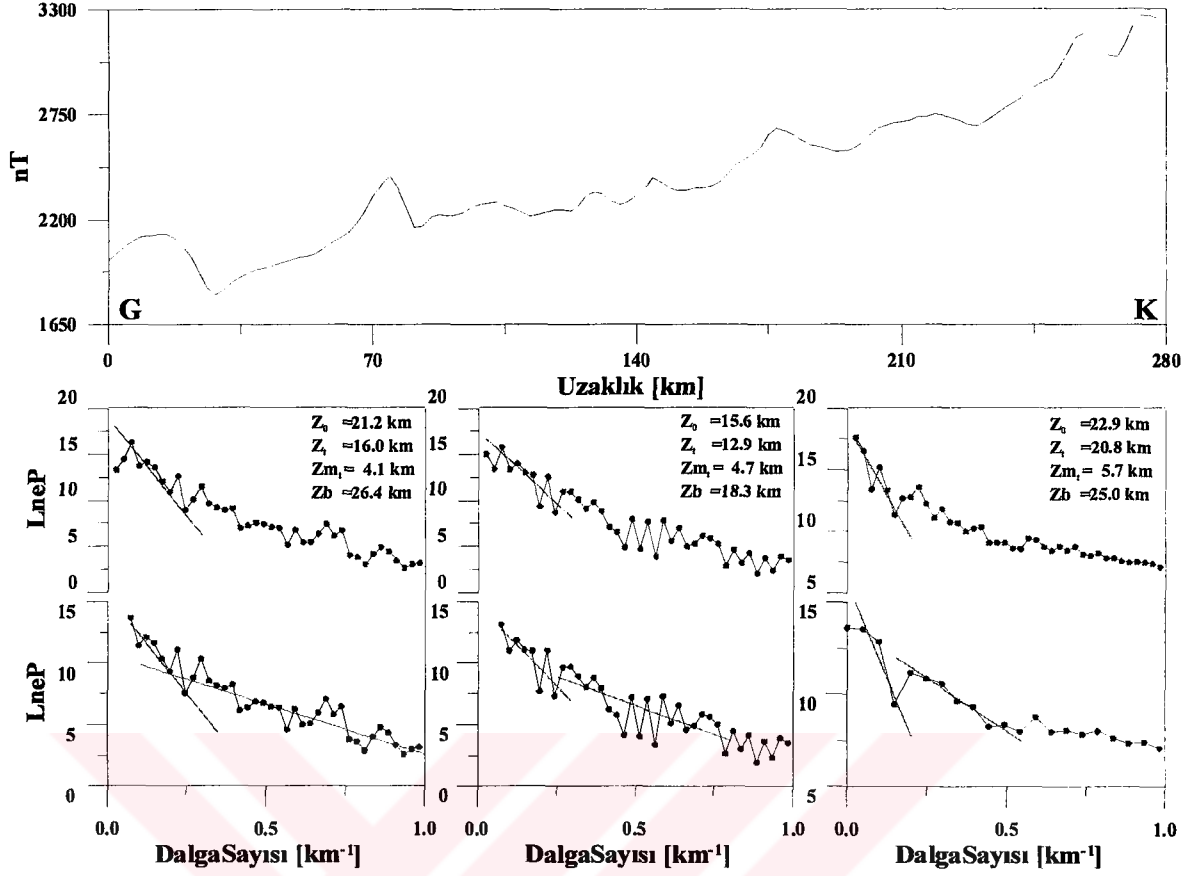 3300
2750
2200
1650
nT
G
K
0
70
140
210
280
Uzaklık [km]
20
15
10
5
0
LneP
Z₀ =21.2 km
Zₜ =16.0 km
Zmₜ= 4.1 km
Zb =26.4 km
20
15
10
5
0
Z₀ =15.6 km
Zₜ =12.9 km
Zmₜ= 4.7 km
Zb =18.3 km
20
15
10
5
Z₀ =22.9 km
Zₜ =20.8 km
Zmₜ= 5.7 km
Zb =25.0 km
15
10
5
0
LneP
15
10
5
0
15
10
5
0.0
0.5
1.0
0.0
0.5
1.0
0.0
0.5
1.0
DalgaSayısı [km⁻¹]
DalgaSayısı [km⁻¹]
DalgaSayısı [km⁻¹]